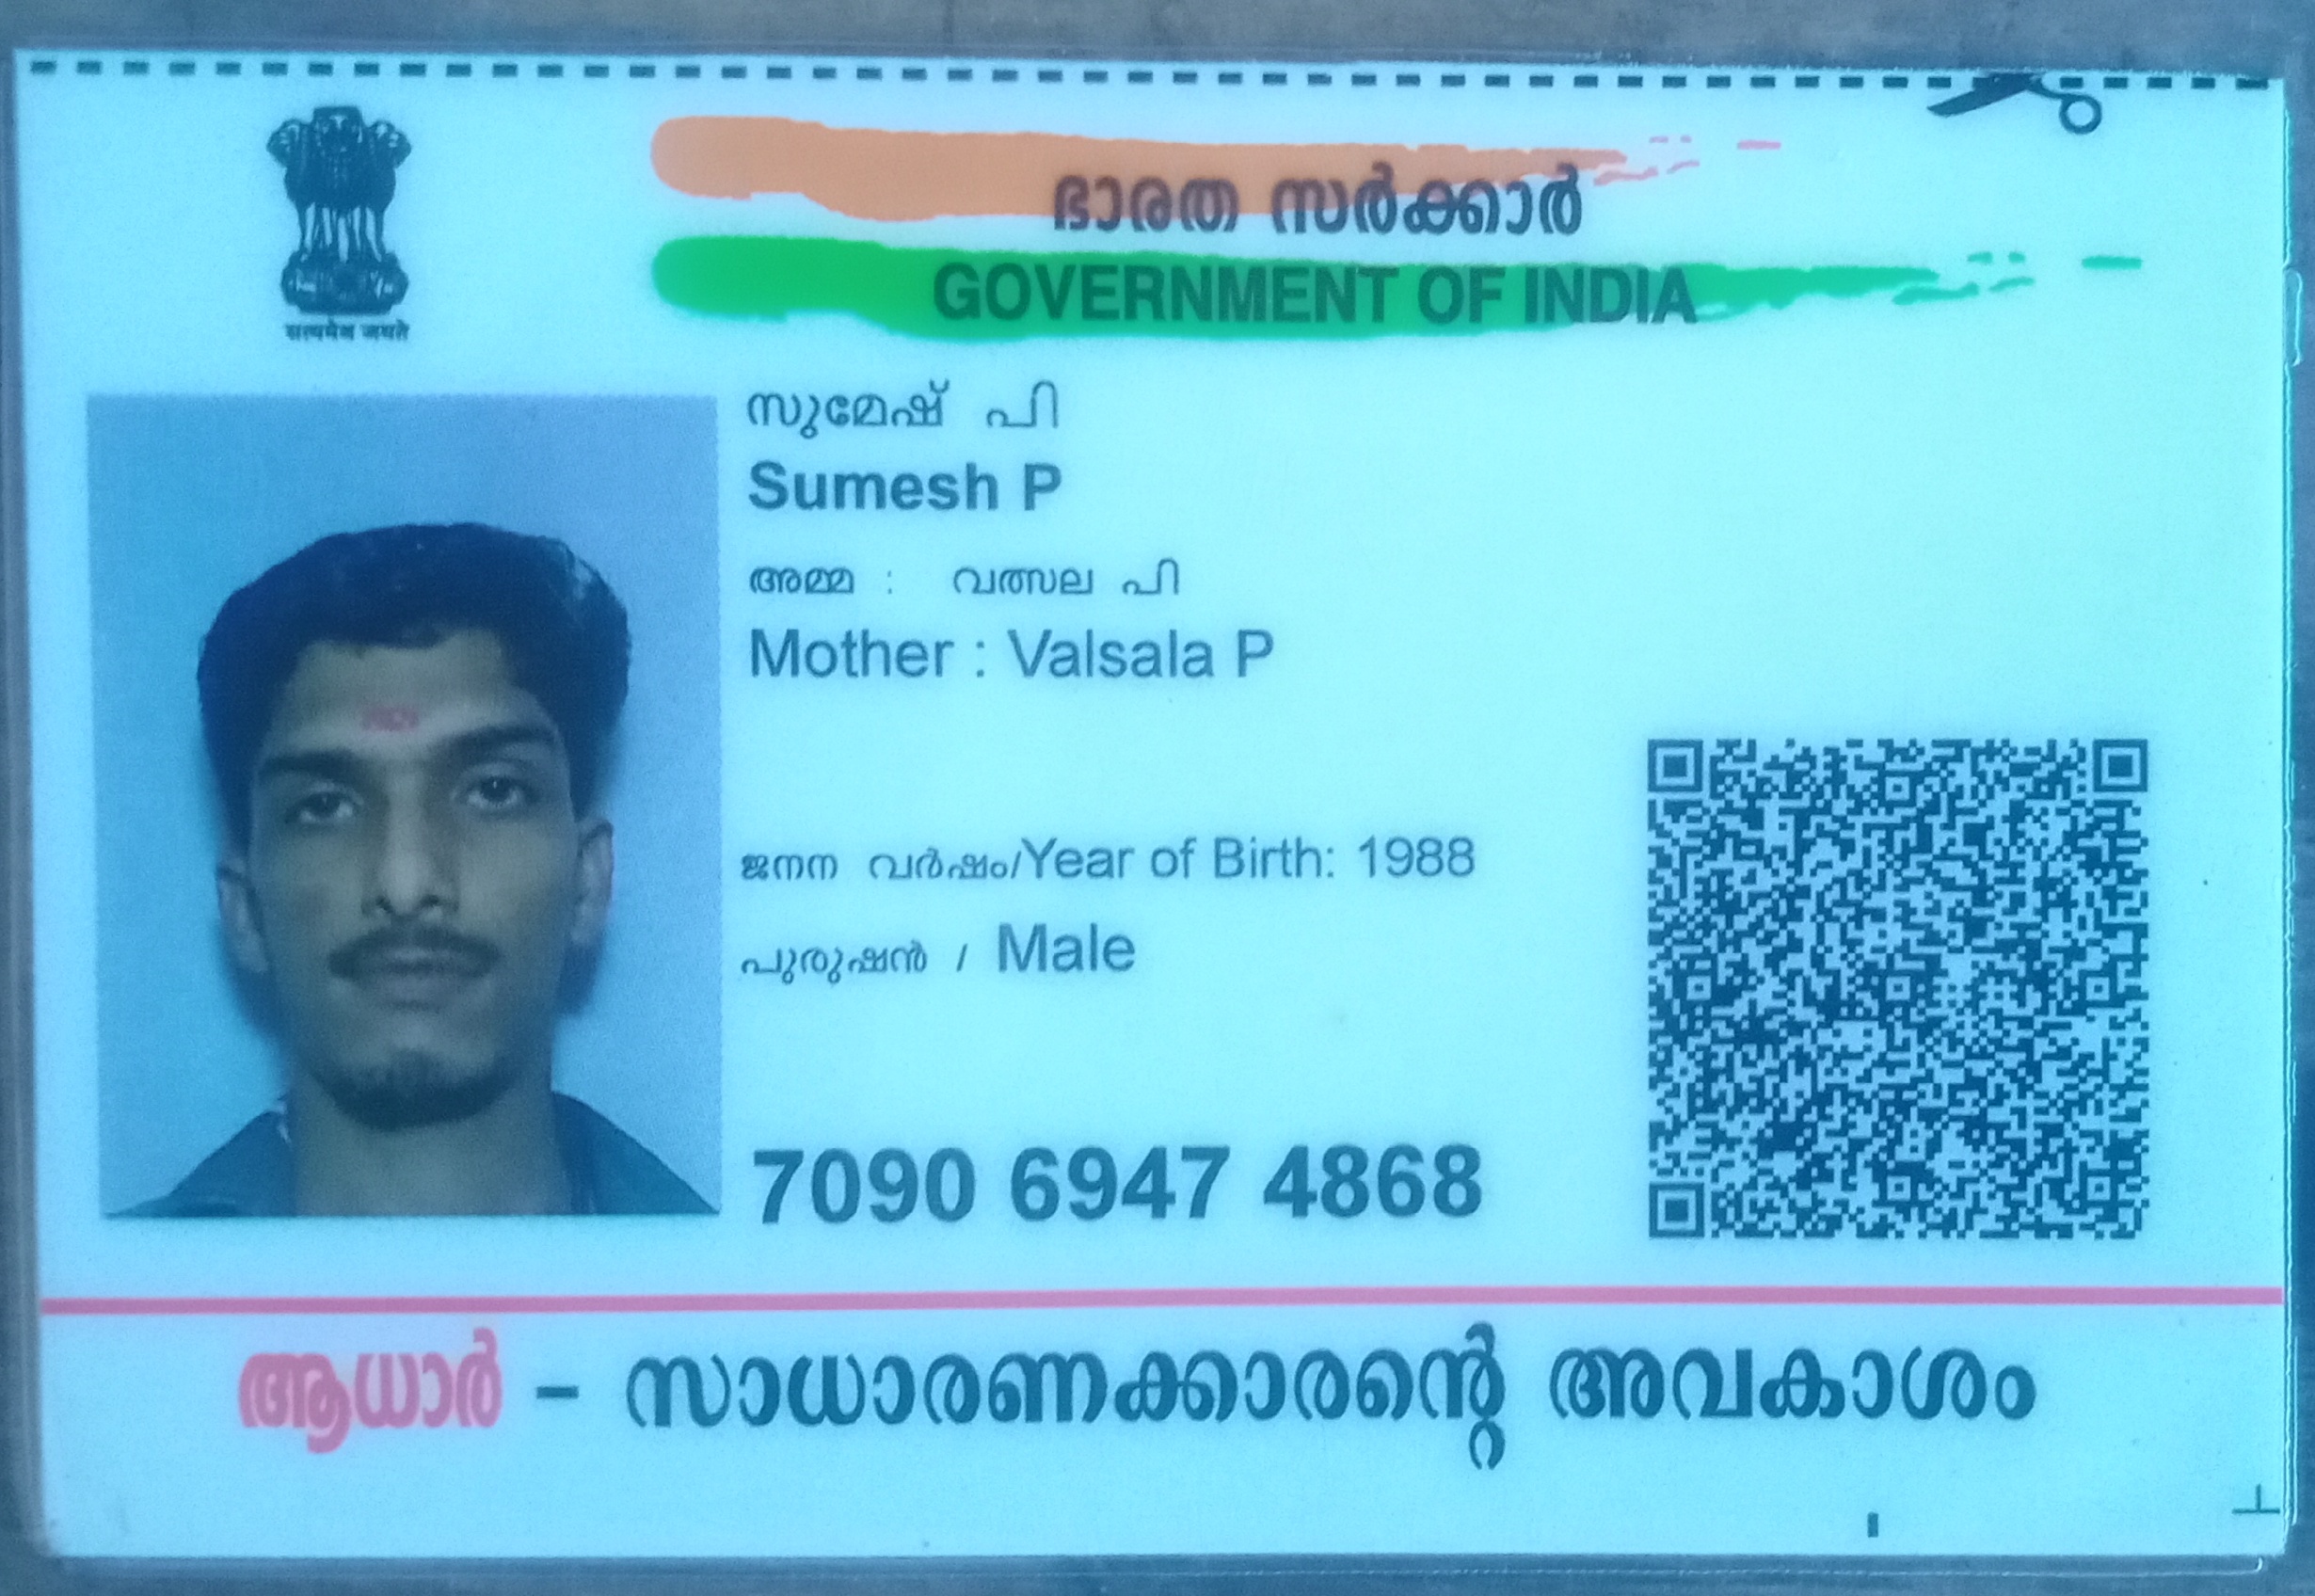 सत्यमेव जयते
ഭാരത സർക്കാർ
GOVERNMENT OF INDIA
സുമേഷ് പി
Sumesh P
അമ്മ : വത്സല പി
Mother : Valsala P
ജനന വർഷം/Year of Birth: 1988
പുരുഷൻ / Male
7090 6947 4868
ആധാർ – സാധാരണക്കാരന്റെ അവകാശം